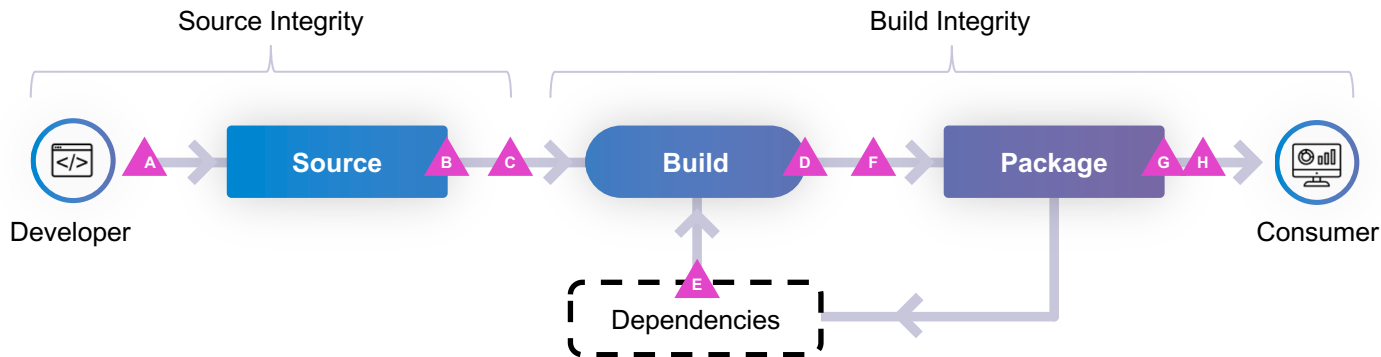 Source Integrity
Build Integrity
</>
A
Source
B
C
Build
D
F
Package
G
H
Developer
Consumer
E
Dependencies